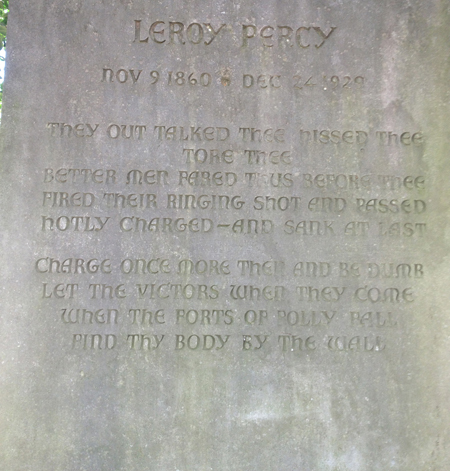 LEROY PERCY
NOV 9 1860 DEC 24 1929
THEY OUT TALKED THEE HISSED THEE
TORE THEE
BETTER MEN FARED THUS BEFORE THEE
FIRED THEIR RINGING SHOT AND PASSED
HOTLY CHARGED—AND SANK AT LAST
CHARGE ONCE MORE THEN AND BE DUMB
LET THE VICTORS WHEN THEY COME
WHEN THE FORTS OF FOLLY FALL
FIND THY BODY BY THE WALL